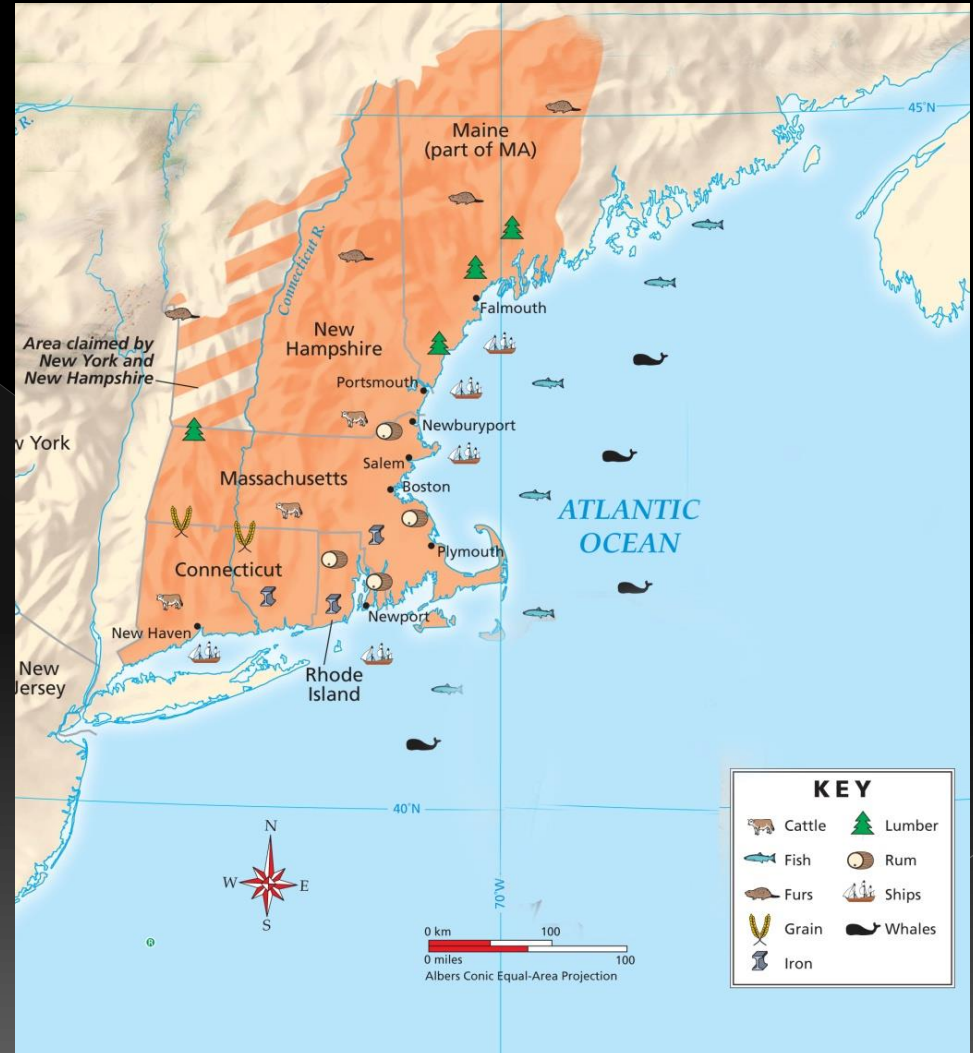 45°N
Maine
(part of MA)
Connecticut R.
R.
Falmouth
New
Hampshire
Area claimed by
New York and
New Hampshire
Portsmouth
Newburyport
w York
Salem
Massachusetts
Boston
ATLANTIC
OCEAN
Plymouth
Connecticut
Newport
New Haven
New
Jersey
Rhode
Island
40°N
70°W
N
W
E
S
0 km
100
0 miles
100
Albers Conic Equal-Area Projection
KEY
Cattle
Lumber
Fish
Rum
Furs
Ships
Grain
Whales
Iron
R